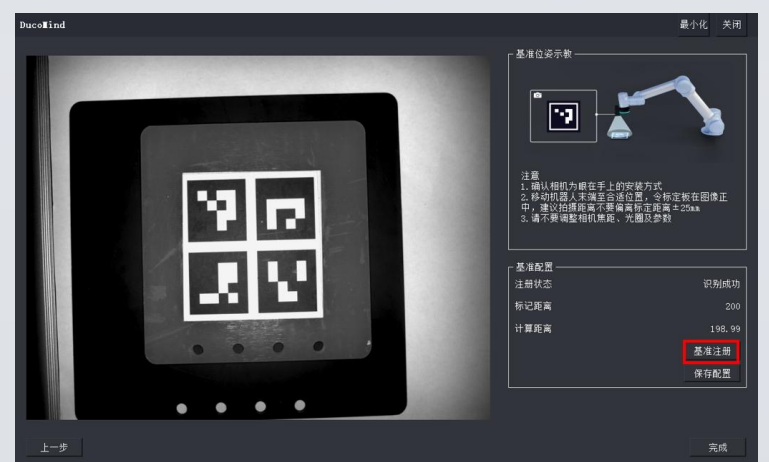 DucoMind
最小化 关闭
基准位姿示教
注意
1. 确认相机为眼在手上的安装方式
2. 移动机器人末端至合适位置，令标定板在图像正
中，建议拍摄距离不要偏离标定距离±25mm
3. 请不要调整相机焦距、光圈及参数
基准配置
注册状态 识别成功
标记距离 200
计算距离 198.99
基准注册
保存配置
上一步 完成